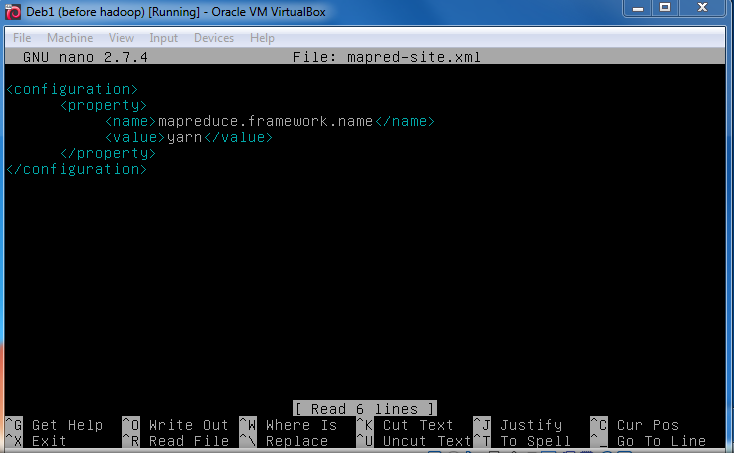 Deb1 (before hadoop) [Running] - Oracle VM VirtualBox
File Machine View Input Devices Help
GNU nano 2.7.4 File: mapred-site.xml
<configuration>
<property>
<name>mapreduce.framework.name</name>
<value>yarn</value>
</property>
</configuration>
[ Read 6 lines ]
^G Get Help ^O Write Out ^W Where Is ^K Cut Text ^J Justify ^C Cur Pos
^X Exit ^R Read File ^\ Replace ^U Uncut Text ^T To Spell ^_ Go To Line